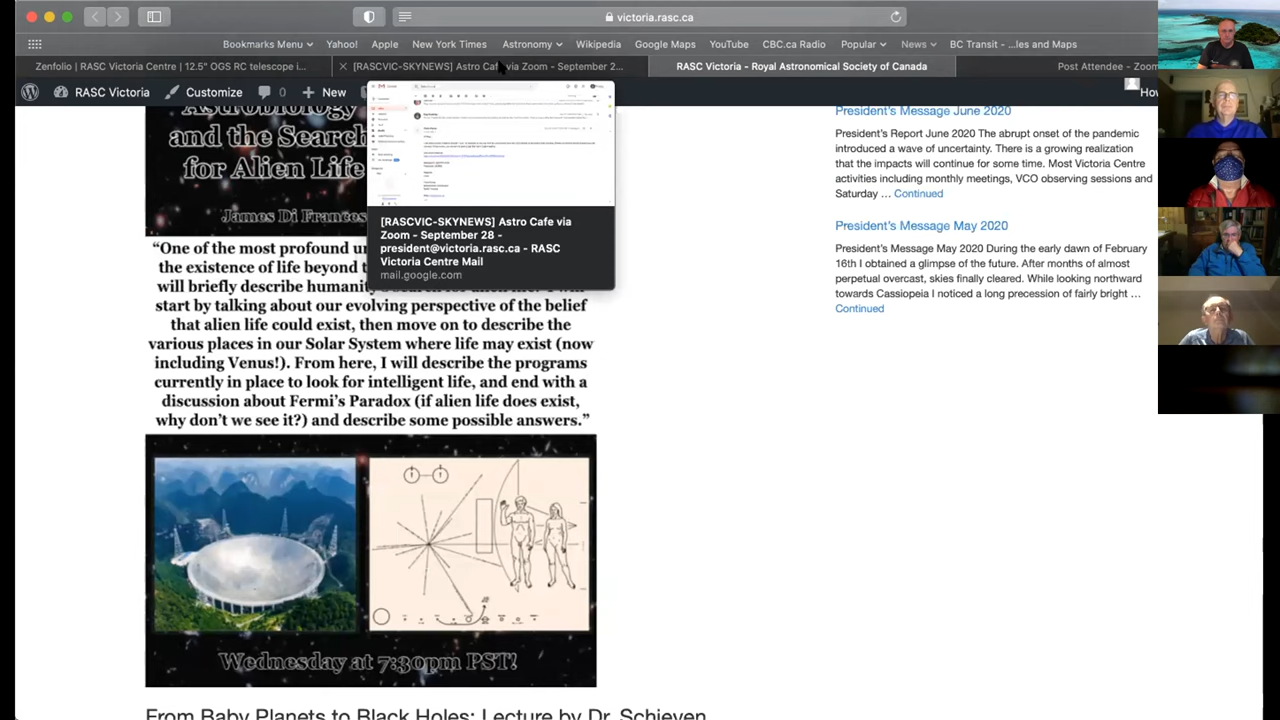 victoria.rasc.ca
Bookmarks Menu Yahoo! Apple New York Times Astronomy Wikipedia Google Maps YouTube CBC.ca Radio Popular News BC Transit - ...les and Maps
Zenfolio | RASC Victoria Centre | 12.5" OGS RC telescope i...
[RASCVIC-SKYNEWS] Astro Cafe via Zoom - September 2...
RASC Victoria - Royal Astronomical Society of Canada
Post Attendee - Zoom
RASC Victoria Customize 0 New
and the Search
for Alien Life
[RASCVIC-SKYNEWS] Astro Cafe via
Zoom - September 28 -
president@victoria.rasc.ca - RASC
Victoria Centre Mail
mail.google.com
“One of the most profound
the existence of life beyond
will briefly describe
start by talking about our evolving perspective of the belief
that alien life could exist, then move on to describe the
various places in our Solar System where life may exist (now
including Venus!). From here, I will describe the programs
currently in place to look for intelligent life, and end with a
discussion about Fermi’s Paradox (if alien life does exist,
why don’t we see it?) and describe some possible answers.”
Wednesday at 7:30pm PST!
From Baby Planets to Black Holes: Lecture by Dr. Schieven
President’s Message June 2020
President’s Report June 2020 The abrupt onset of the pandemic
introduced a wave of uncertainty. There is a growing realization
that the impacts will continue for some time. Most Victoria Centre
activities including monthly meetings, VCO observing sessions and
Saturday ... Continued
President’s Message May 2020
President’s Message May 2020 During the early dawn of February
16th I obtained a glimpse of the future. After months of almost
perpetual overcast, skies finally cleared. While looking northward
towards Cassiopeia I noticed a long precession of fairly bright ...
Continued